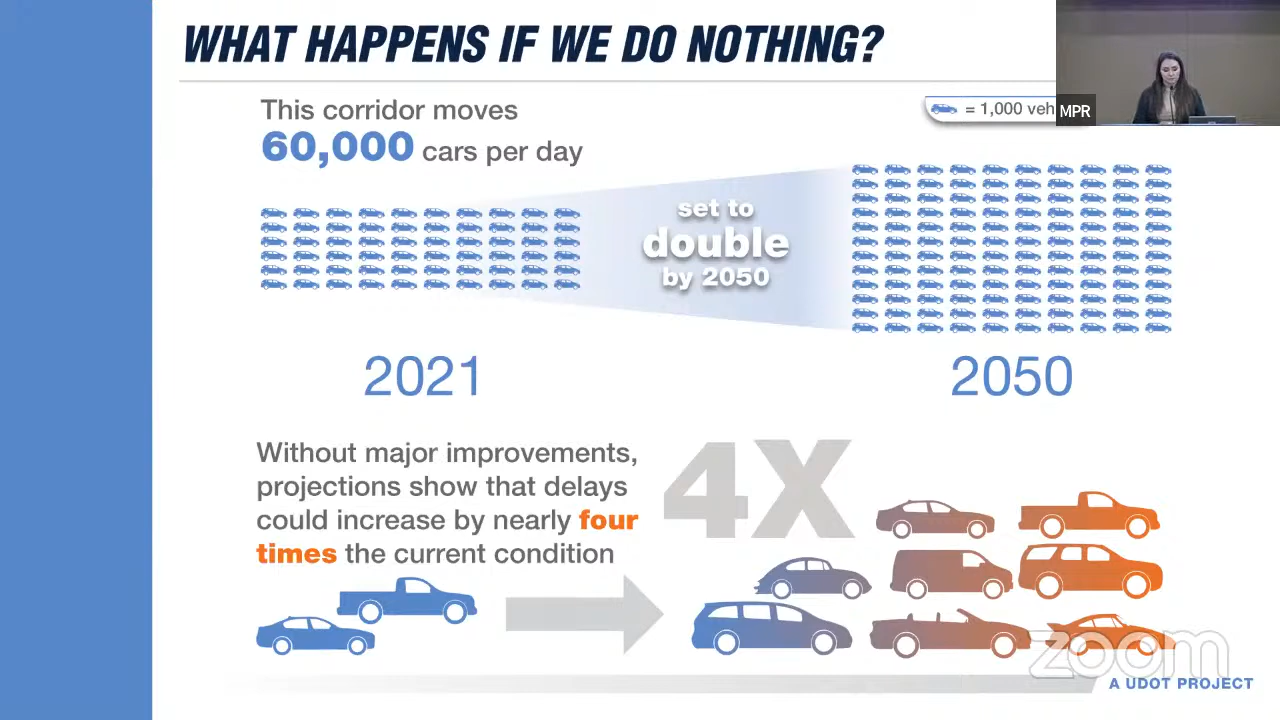 WHAT HAPPENS IF WE DO NOTHING?
This corridor moves
60,000 cars per day
= 1,000 veh
MPR
set to
double
by 2050
2021
2050
Without major improvements,
projections show that delays
could increase by nearly four
times the current condition
4X
zoom
A UDOT PROJECT